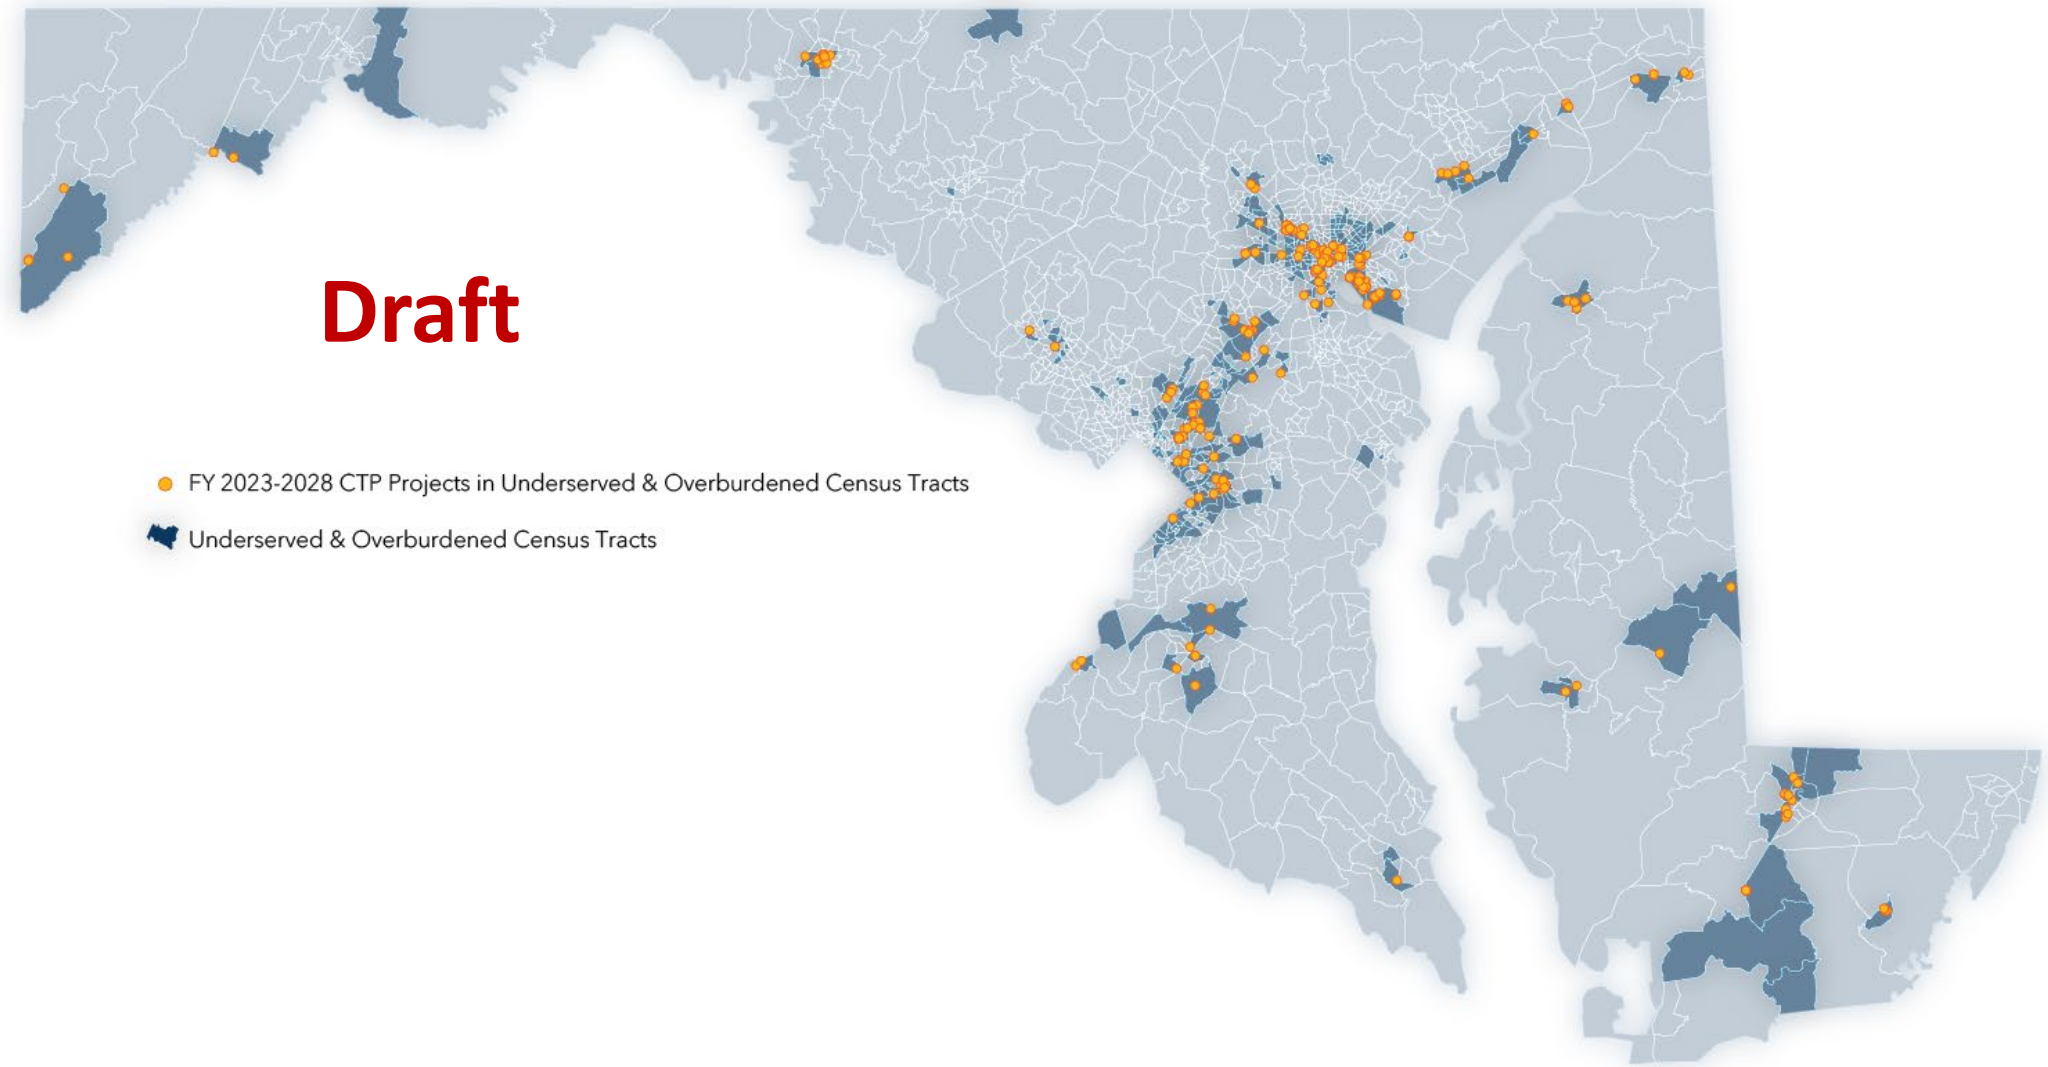 Draft
FY 2023-2028 CTP Projects in Underserved & Overburdened Census Tracts
Underserved & Overburdened Census Tracts